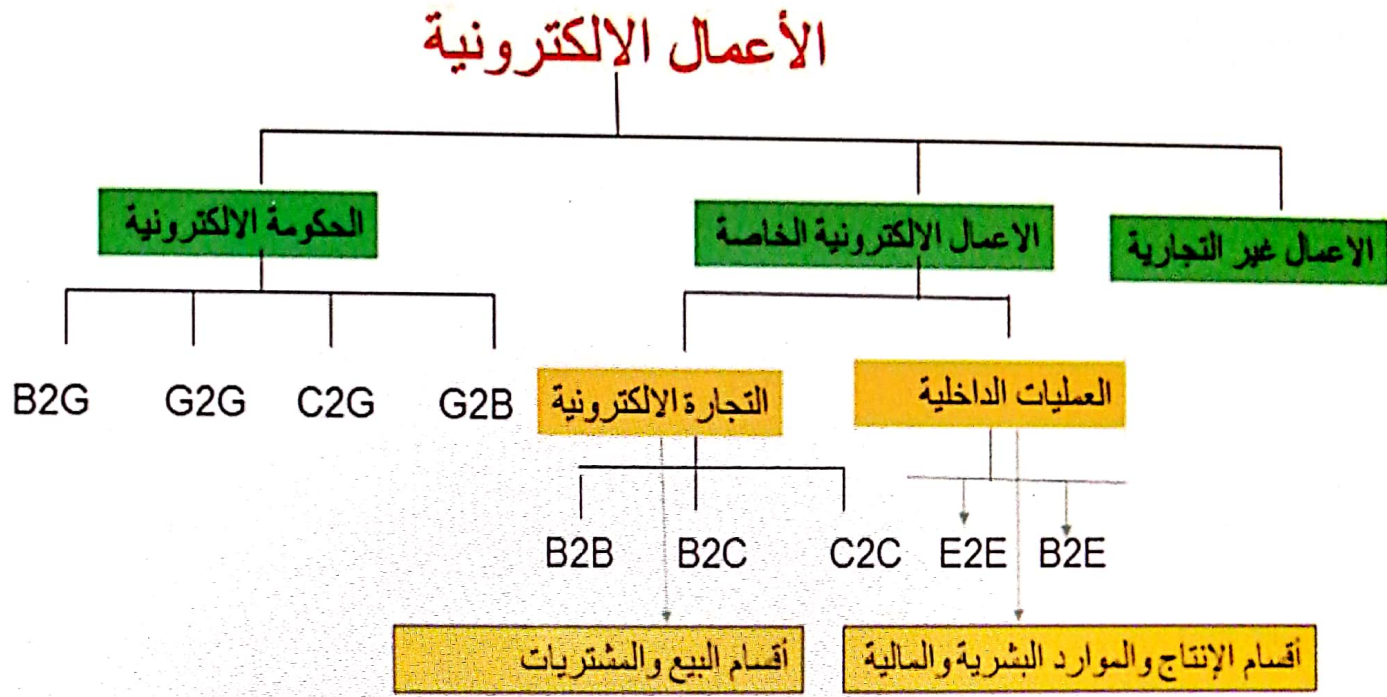 الأعمال الالكترونية
الاعمال غير التجارية
الاعمال الالكترونية الخاصة
الحكومة الالكترونية
العمليات الداخلية
التجارة الالكترونية
B2G G2G C2G G2B
B2B B2C C2C E2E B2E
أقسام الإنتاج والموارد البشرية والمالية
أقسام البيع والمشتريات